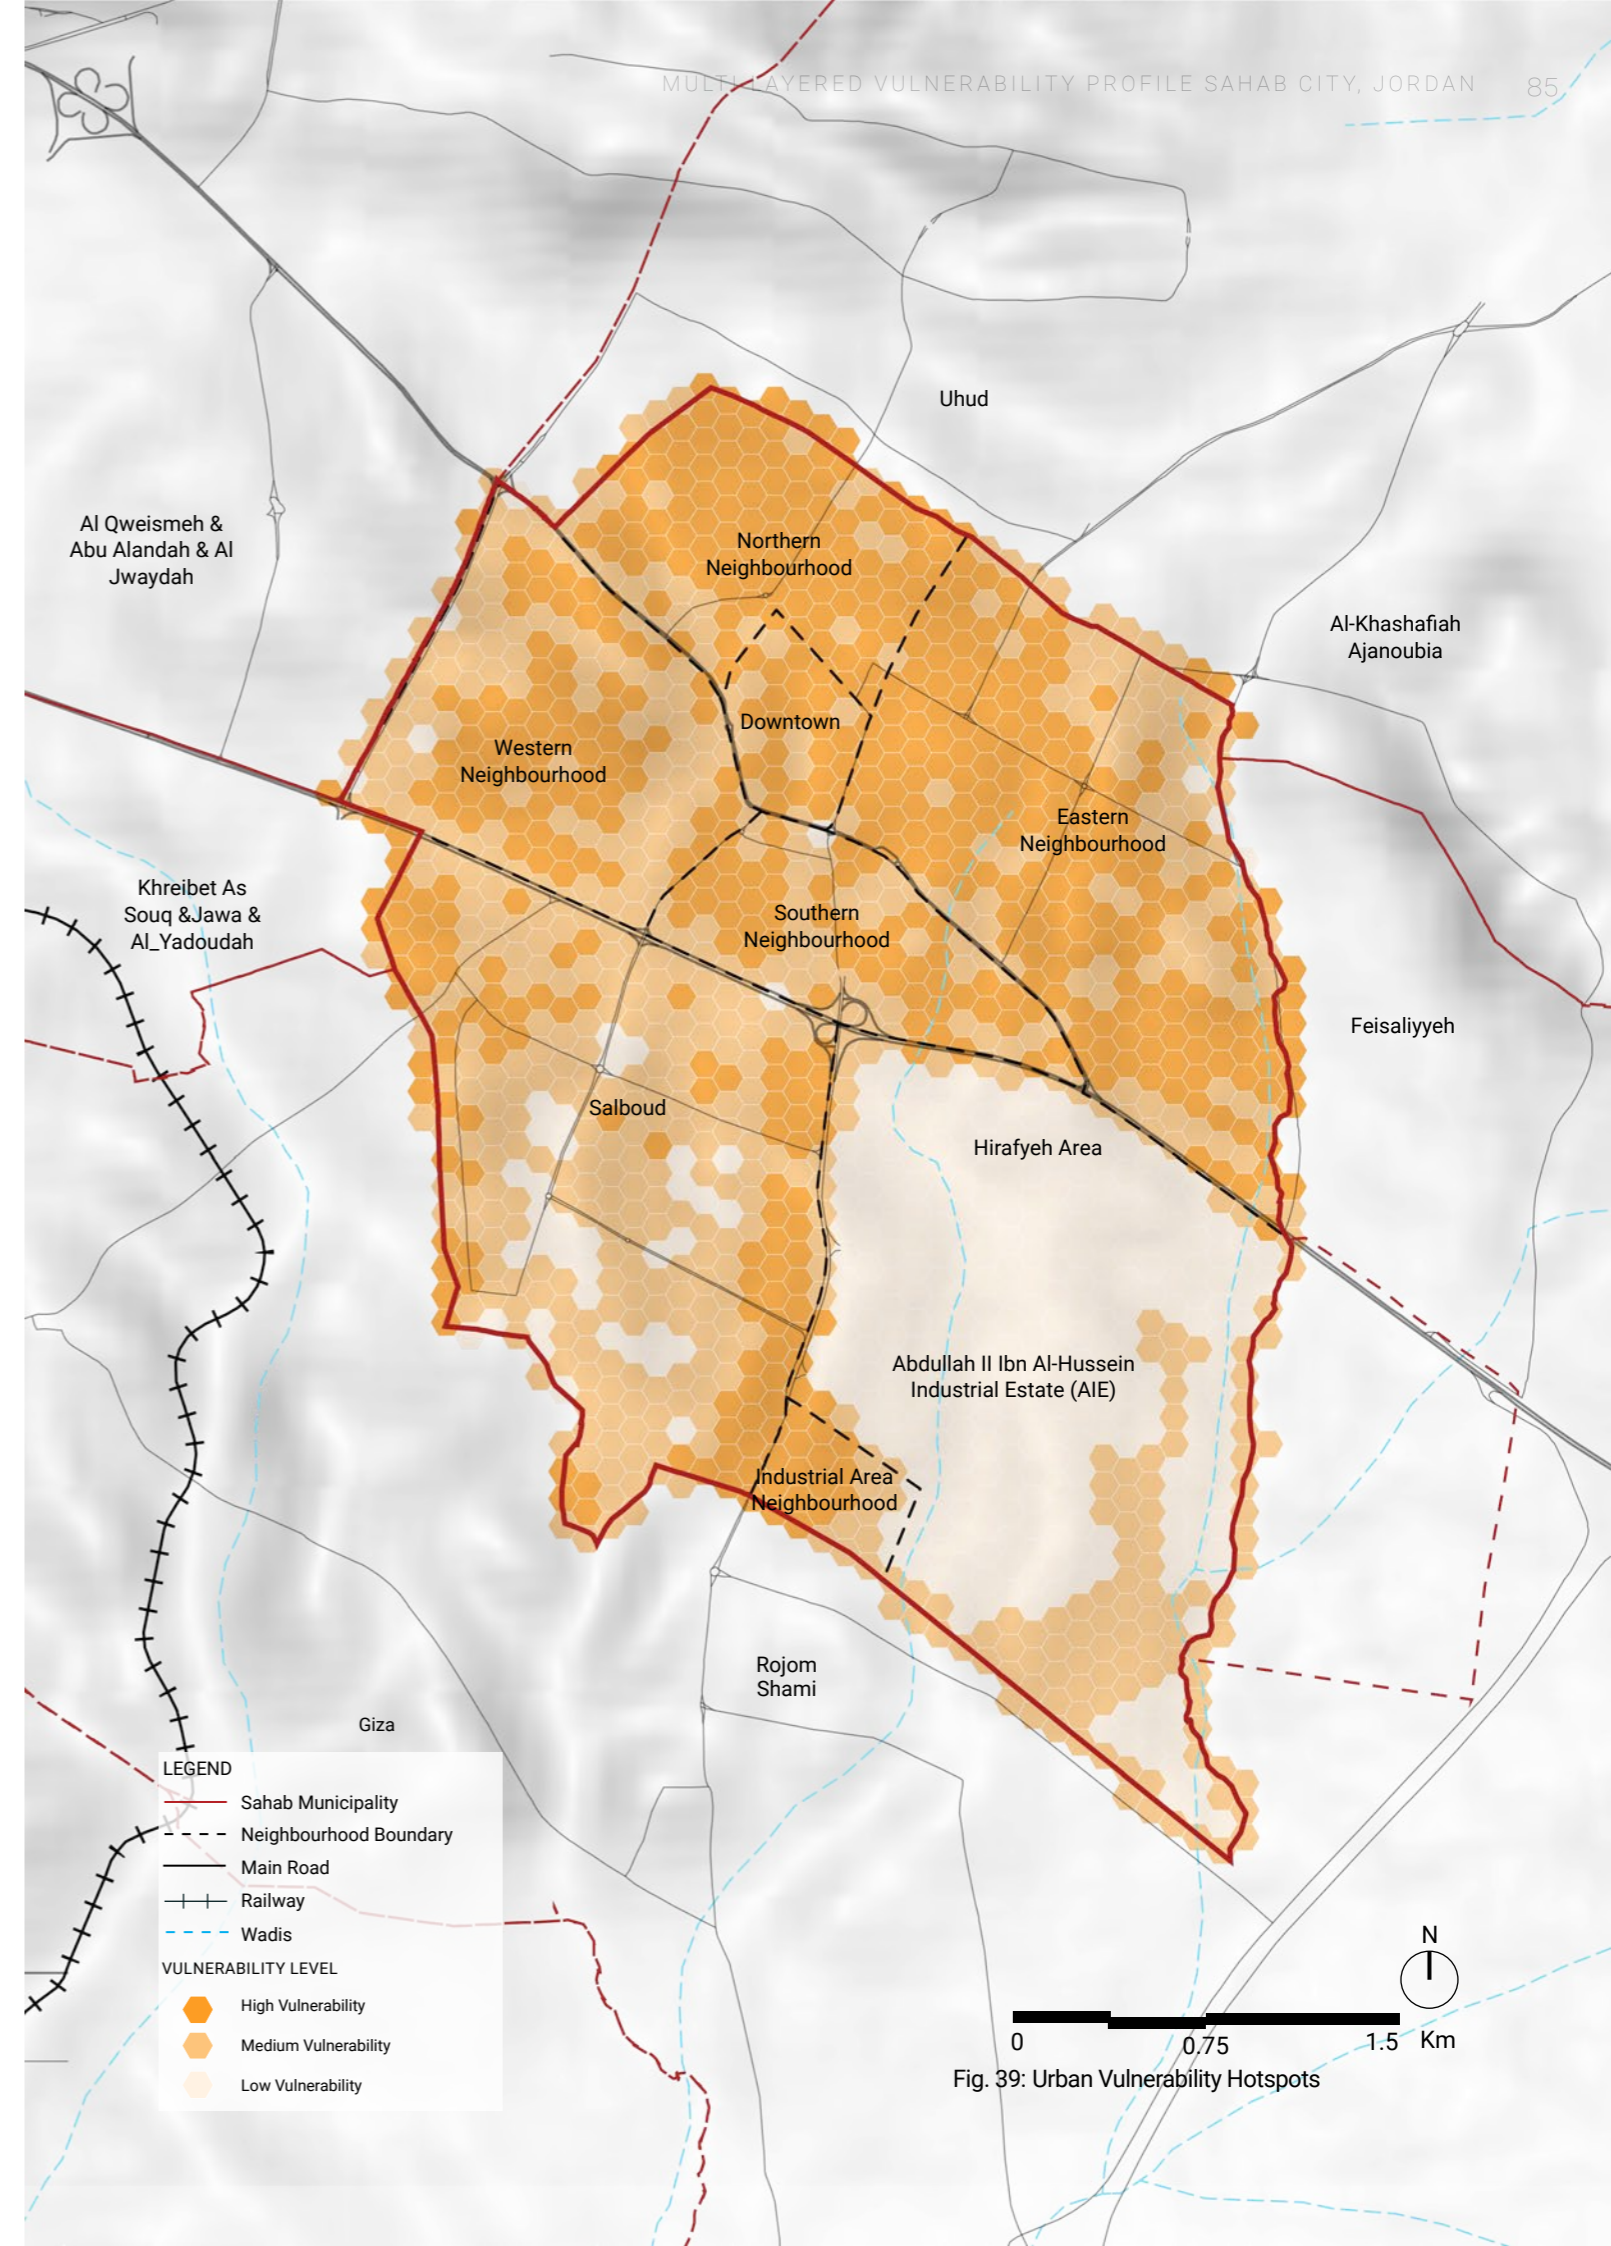 MULTI-LAYERED VULNERABILITY PROFILE SAHAB CITY, JORDAN 85
Uhud
Al Qweismeh &
Abu Alandah & Al
Jwaydah
Northern
Neighbourhood
Al-Khashafiah
Ajanoubia
Downtown
Western
Neighbourhood
Eastern
Neighbourhood
Khreibet As
Souq &Jawa &
Al_Yadoudah
Southern
Neighbourhood
Feisaliyyeh
Salboud
Hirafyeh Area
Abdullah II Ibn Al-Hussein
Industrial Estate (AIE)
Industrial Area
Neighbourhood
Rojom
Shami
Giza
LEGEND
Sahab Municipality
Neighbourhood Boundary
Main Road
Railway
Wadis
VULNERABILITY LEVEL
High Vulnerability
Medium Vulnerability
Low Vulnerability
N
0 0.75 1.5 Km
Fig. 39: Urban Vulnerability Hotspots